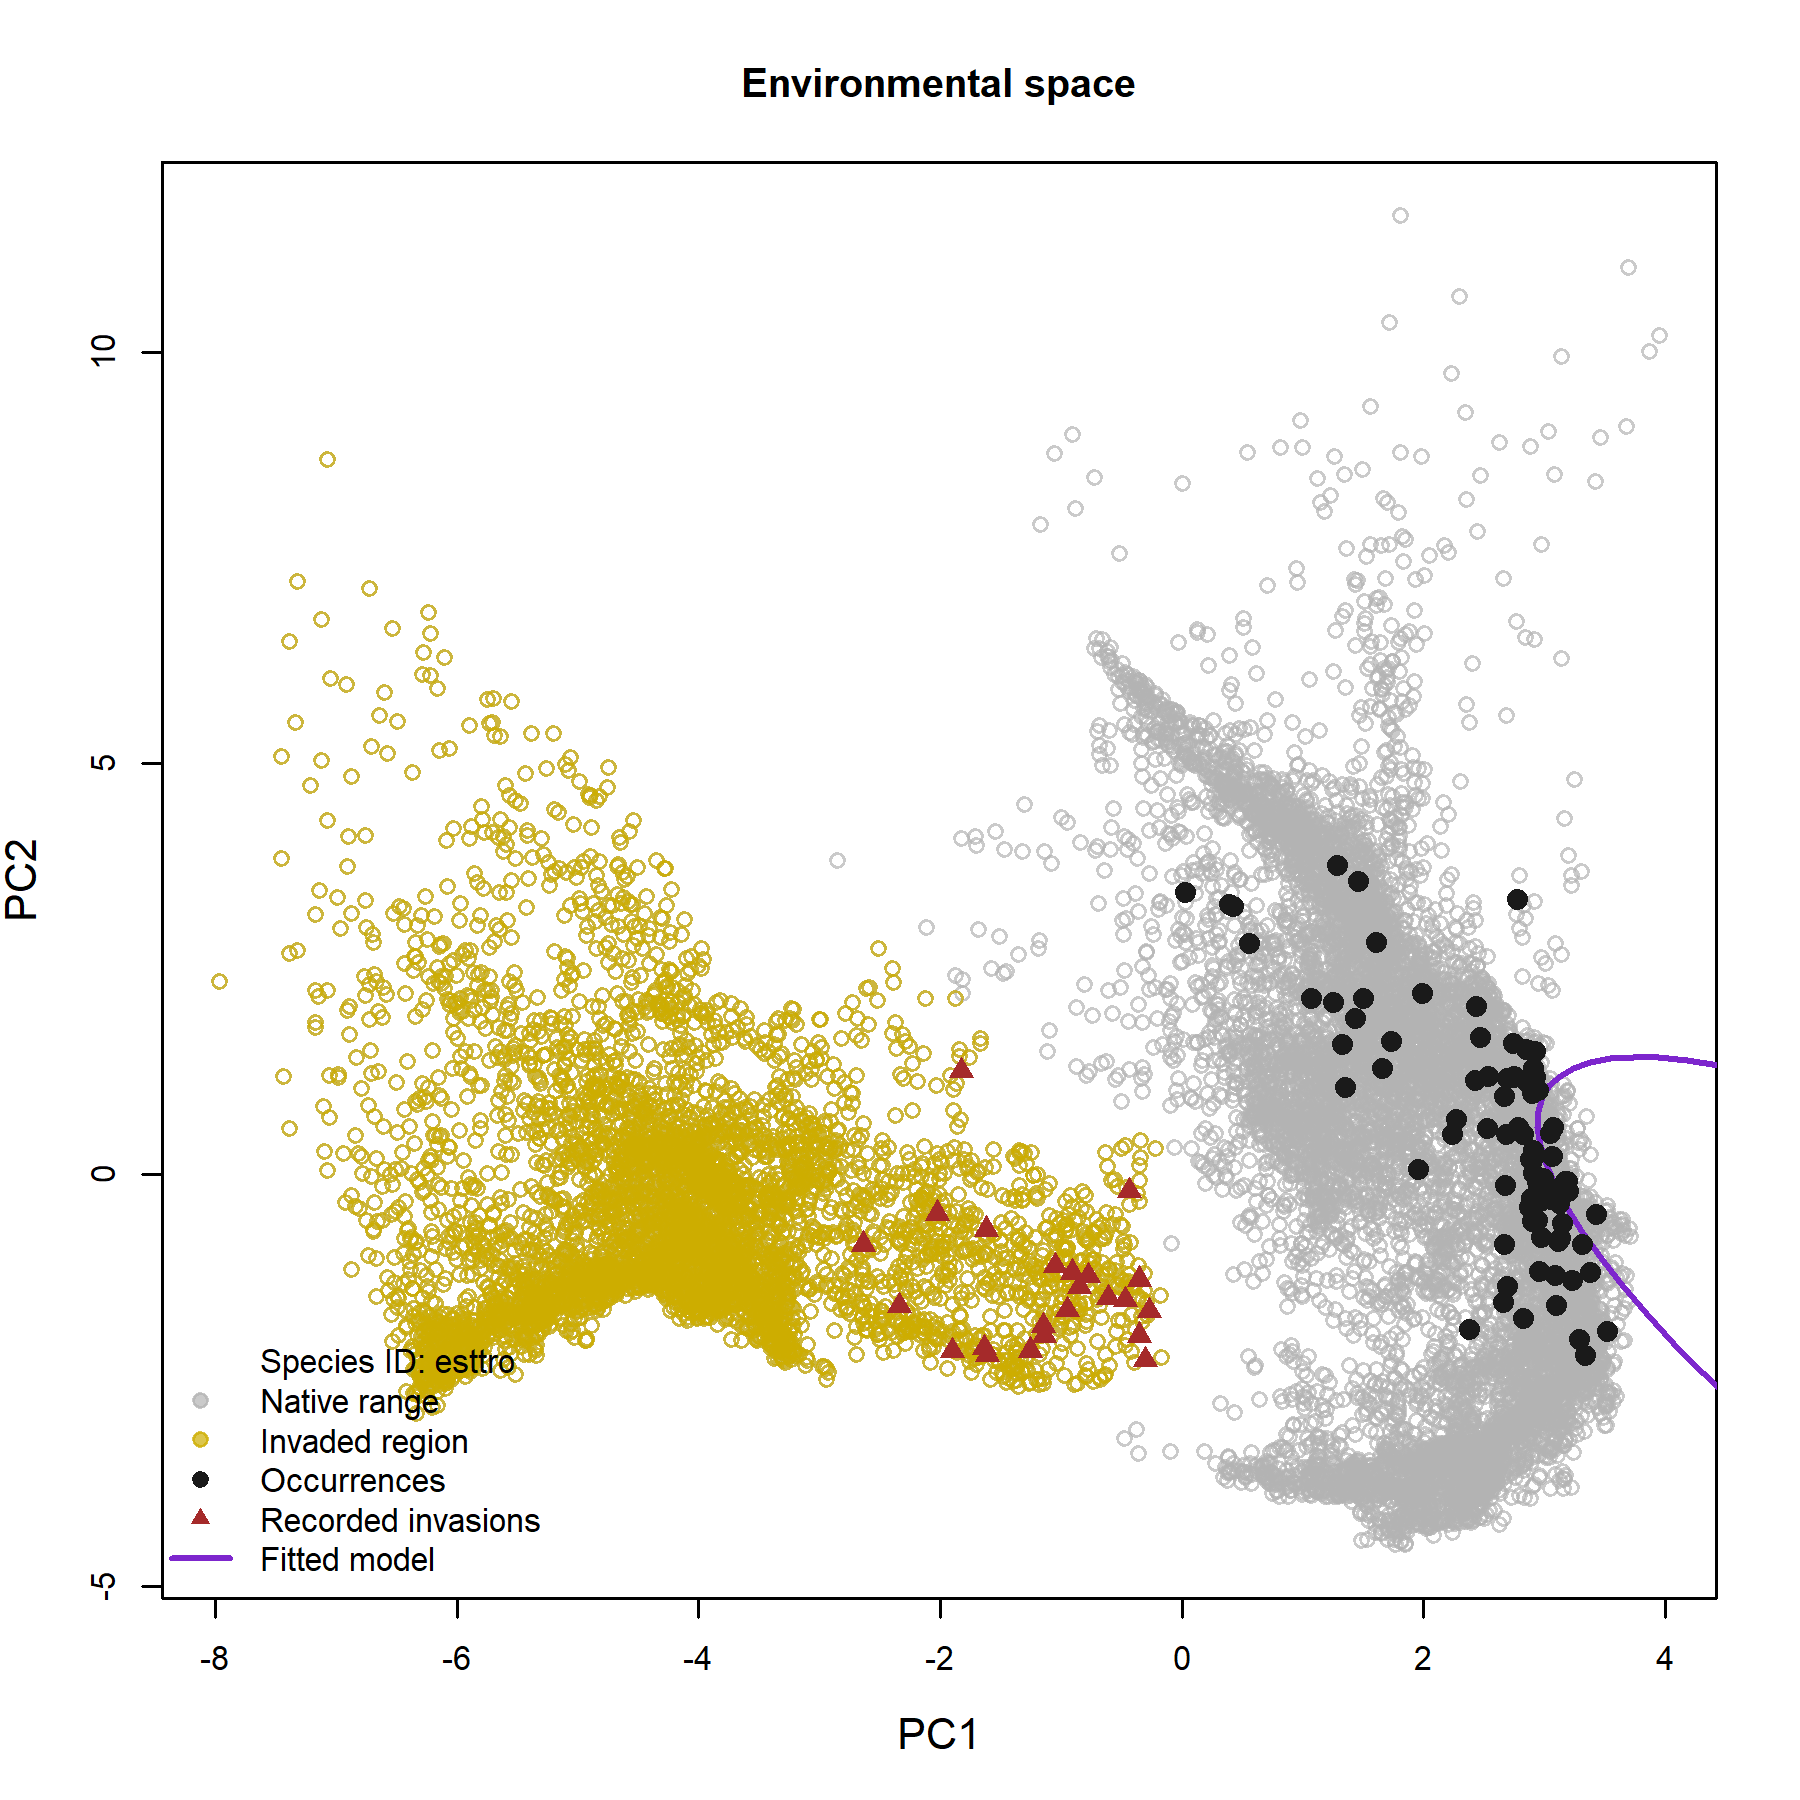 Environmental space
10
5
0
-5
PC2
Species ID: esttro
Native range
Invaded region
Occurrences
Recorded invasions
Fitted model
-8
-6
-4
-2
0
2
4
PC1